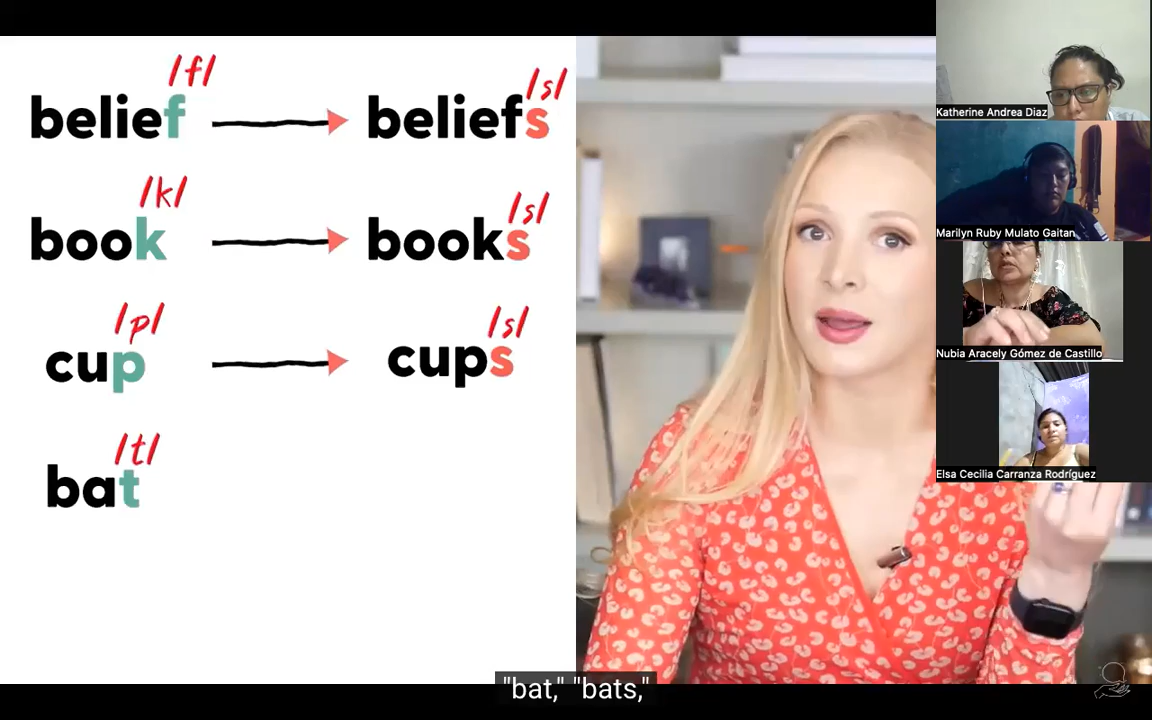 /f/ /s/
belief beliefs
/k/ /s/
book books
/p/ /s/
cup cups
/t/
bat
"bat," "bats,"
Katherine Andrea Diaz
Marilyn Ruby Mulato Gaitan
Nubia Aracely Gómez de Castillo
Elsa Cecilia Carranza Rodríguez